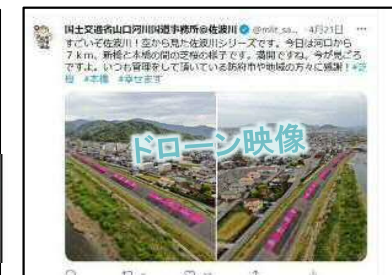 国土交通省山口河川国道事務所@佐波川 @mlit_sa... · 4月21日 ...
すごいぞ佐波川！空から見た佐波川シリーズです。今日は河口から
7km、新橋と本橋の間の芝桜の様子です。満開ですね。今が見ごろ
ですよ。いつも管理をして頂いている防府市や地域の方々に感謝！#芝
桜 #本橋 #幸せます
ドローン映像